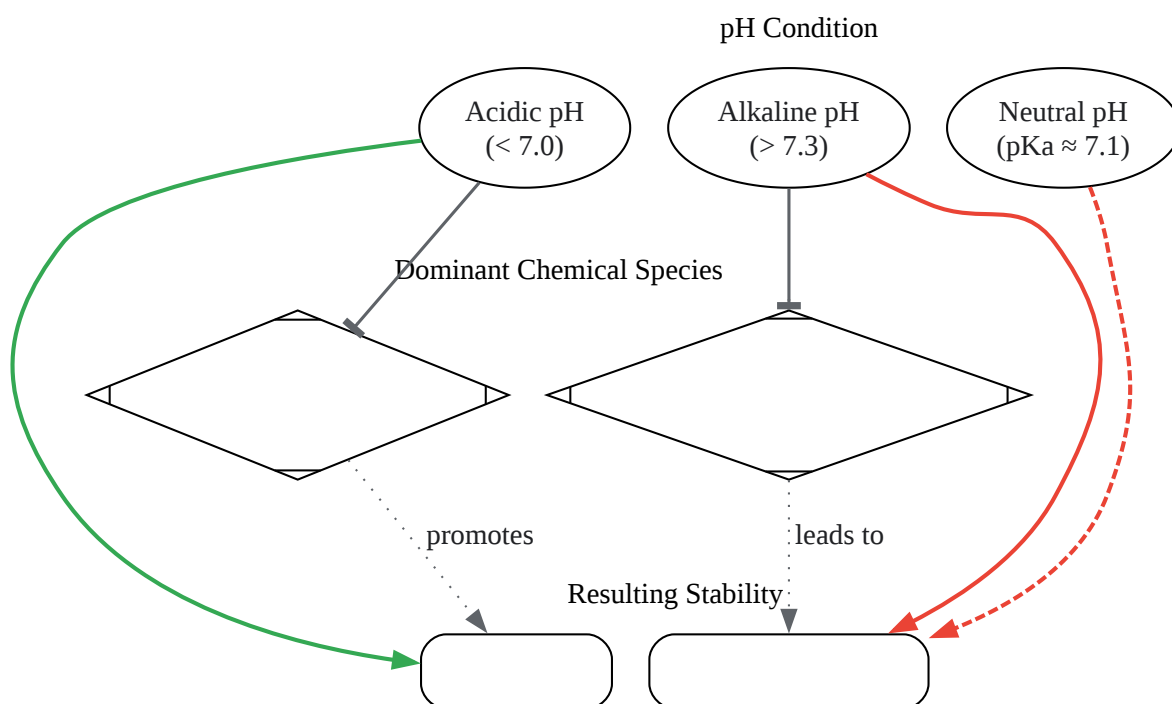 pH Condition
Acidic pH
(< 7.0)
Alkaline pH
(> 7.3)
Neutral pH
(pKa ≈ 7.1)
Dominant Chemical Species
promotes
leads to
Resulting Stability